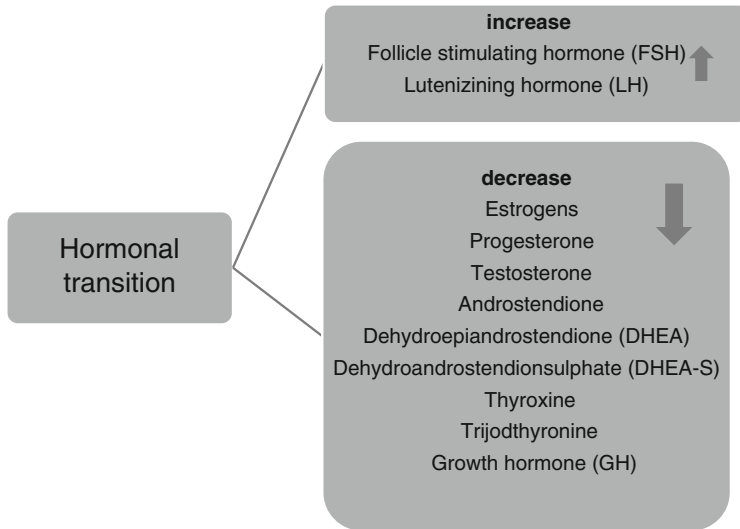 increase
Follicle stimulating hormone (FSH)
Lutenizining hormone (LH)
Hormonal
transition
decrease
Estrogens
Progesterone
Testosterone
Androstendione
Dehydroepiandrostendione (DHEA)
Dehydroandrostendionsulphate (DHEA-S)
Thyroxine
Trijodthyronine
Growth hormone (GH)